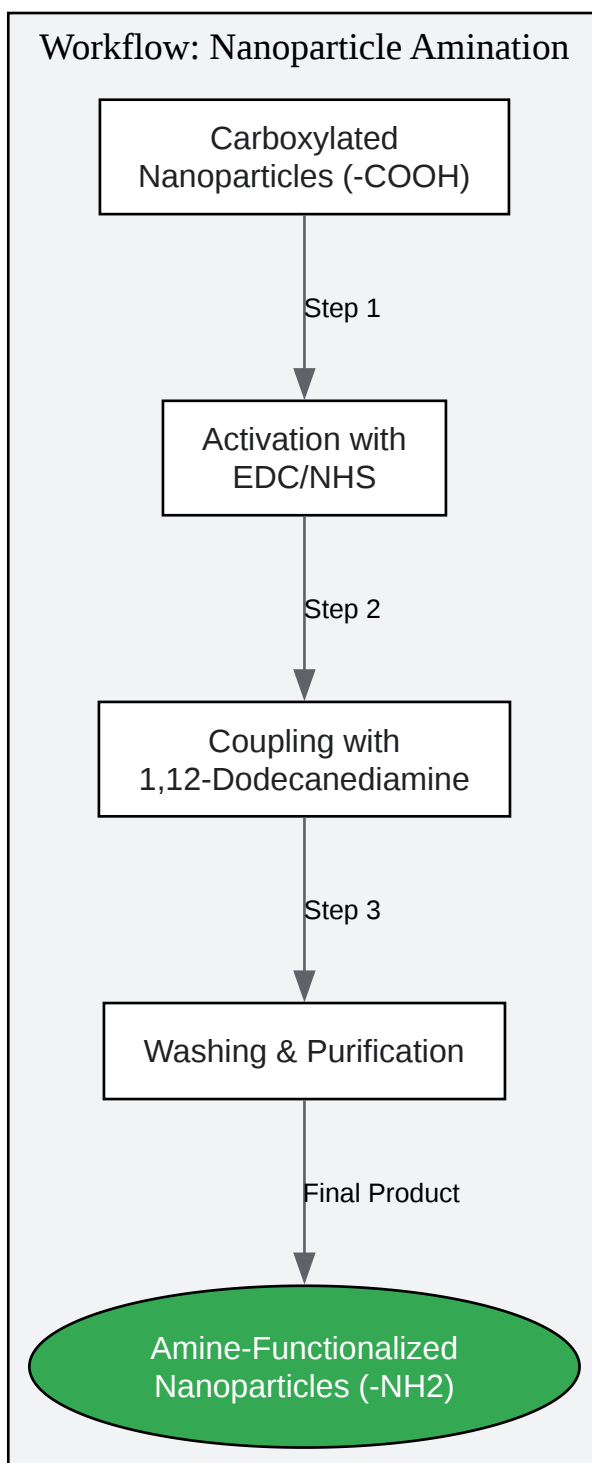 Workflow: Nanoparticle Amination
Carboxylated
Nanoparticles (-COOH)
Step 1
Activation with
EDC/NHS
Step 2
Coupling with
1,12-Dodecanediamine
Step 3
Washing & Purification
Final Product
Amine-Functionalized
Nanoparticles (-NH2)